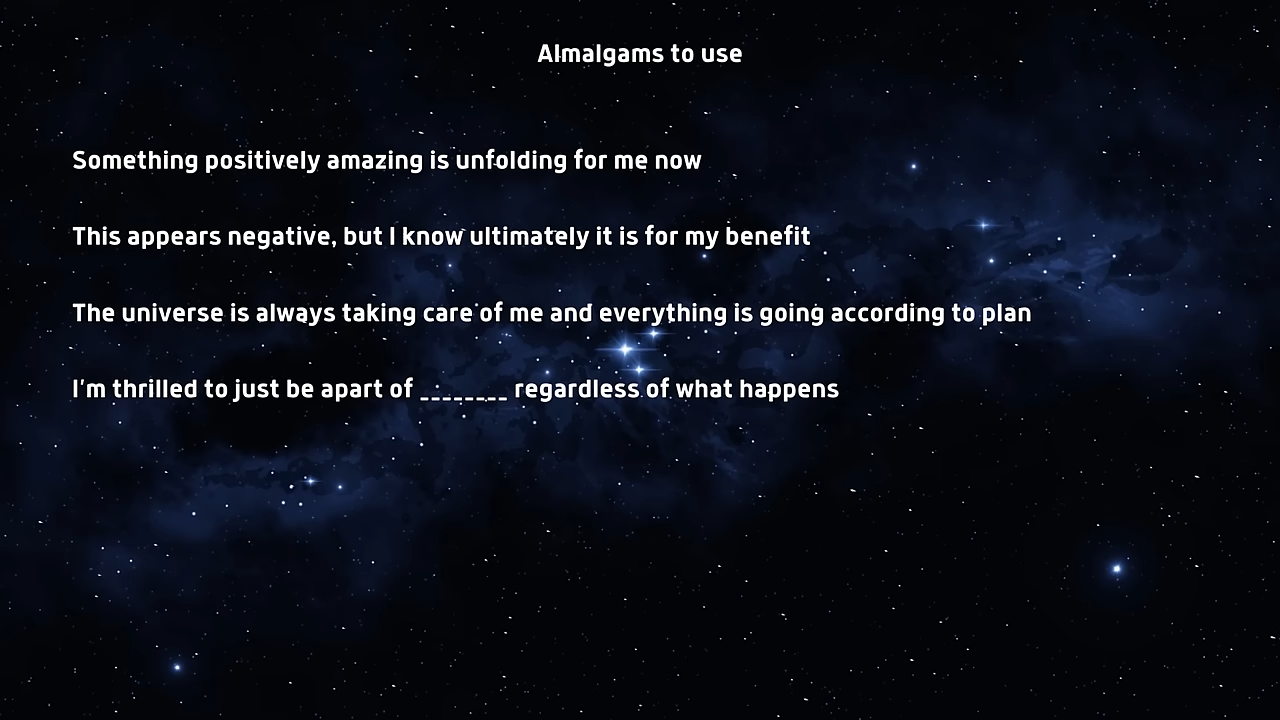 Almalgams to use
Something positively amazing is unfolding for me now
This appears negative, but I know ultimately it is for my benefit
The universe is always taking care of me and everything is going according to plan
I'm thrilled to just be apart of ________ regardless of what happens